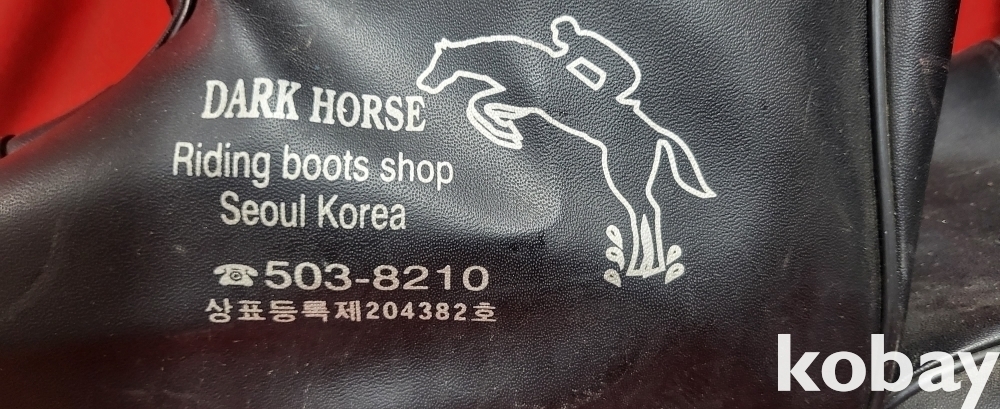 DARK HORSE
Riding boots shop
Seoul Korea
☎503-8210
상표등록제204382호
kobay